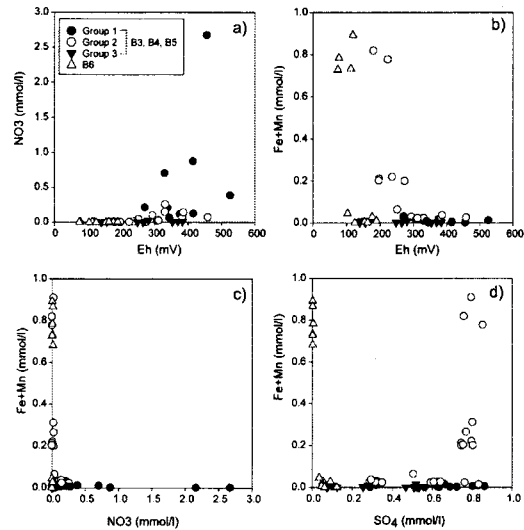 a)
3.0
2.5
2.0
1.5
1.0
0.5
0.0
NO3 (mmol/l)
Group 1
Group 2
Group 3
B6
B3, B4, B5
0 100 200 300 400 500 600
Eh (mV)
b)
1.0
0.8
0.6
0.4
0.2
0.0
Fe+Mn (mmol/l)
0 100 200 300 400 500 600
Eh (mV)
c)
1.0
0.8
0.6
0.4
0.2
0.0
Fe+Mn (mmol/l)
0.0 0.5 1.0 1.5 2.0 2.5 3.0
NO3 (mmol/l)
d)
1.0
0.8
0.6
0.4
0.2
0.0
Fe+Mn (mmol/l)
0.0 0.2 0.4 0.6 0.8 1.0
SO4 (mmol/l)